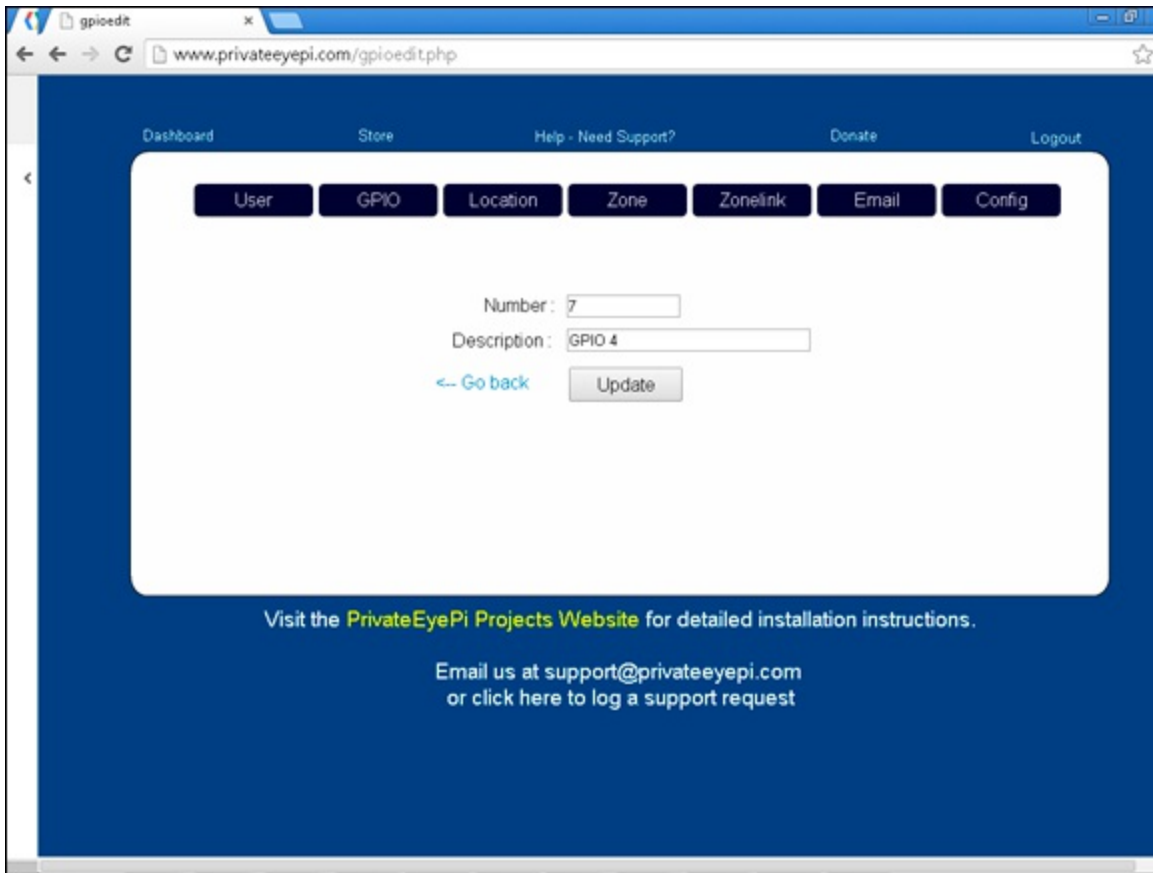 gpioedit
www.privateeyepi.com/gpioedit.php
Dashboard Store Help - Need Support? Donate Logout
User GPIO Location Zone Zonelink Email Config
Number : 7
Description : GPIO 4
<-- Go back Update
Visit the PrivateEyePi Projects Website for detailed installation instructions.
Email us at support@privateeyepi.com
or click here to log a support request